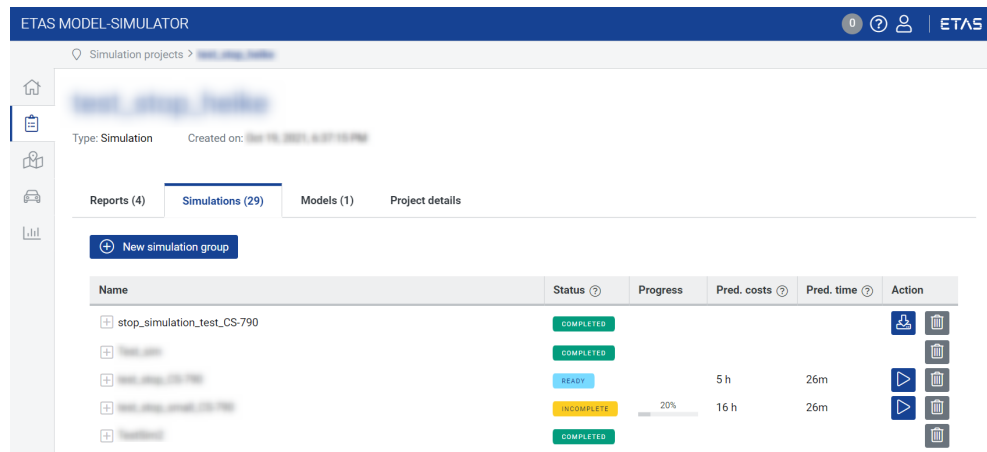 ETAS MODEL-SIMULATOR 0 ? ETAS
Simulation projects >
Type: Simulation Created on:
Reports (4) Simulations (29) Models (1) Project details
New simulation group
Name Status ? Progress Pred. costs ? Pred. time ? Action
stop_simulation_test_CS-790 COMPLETED
COMPLETED
READY 5 h 26m
INCOMPLETE 20% 16 h 26m
COMPLETED